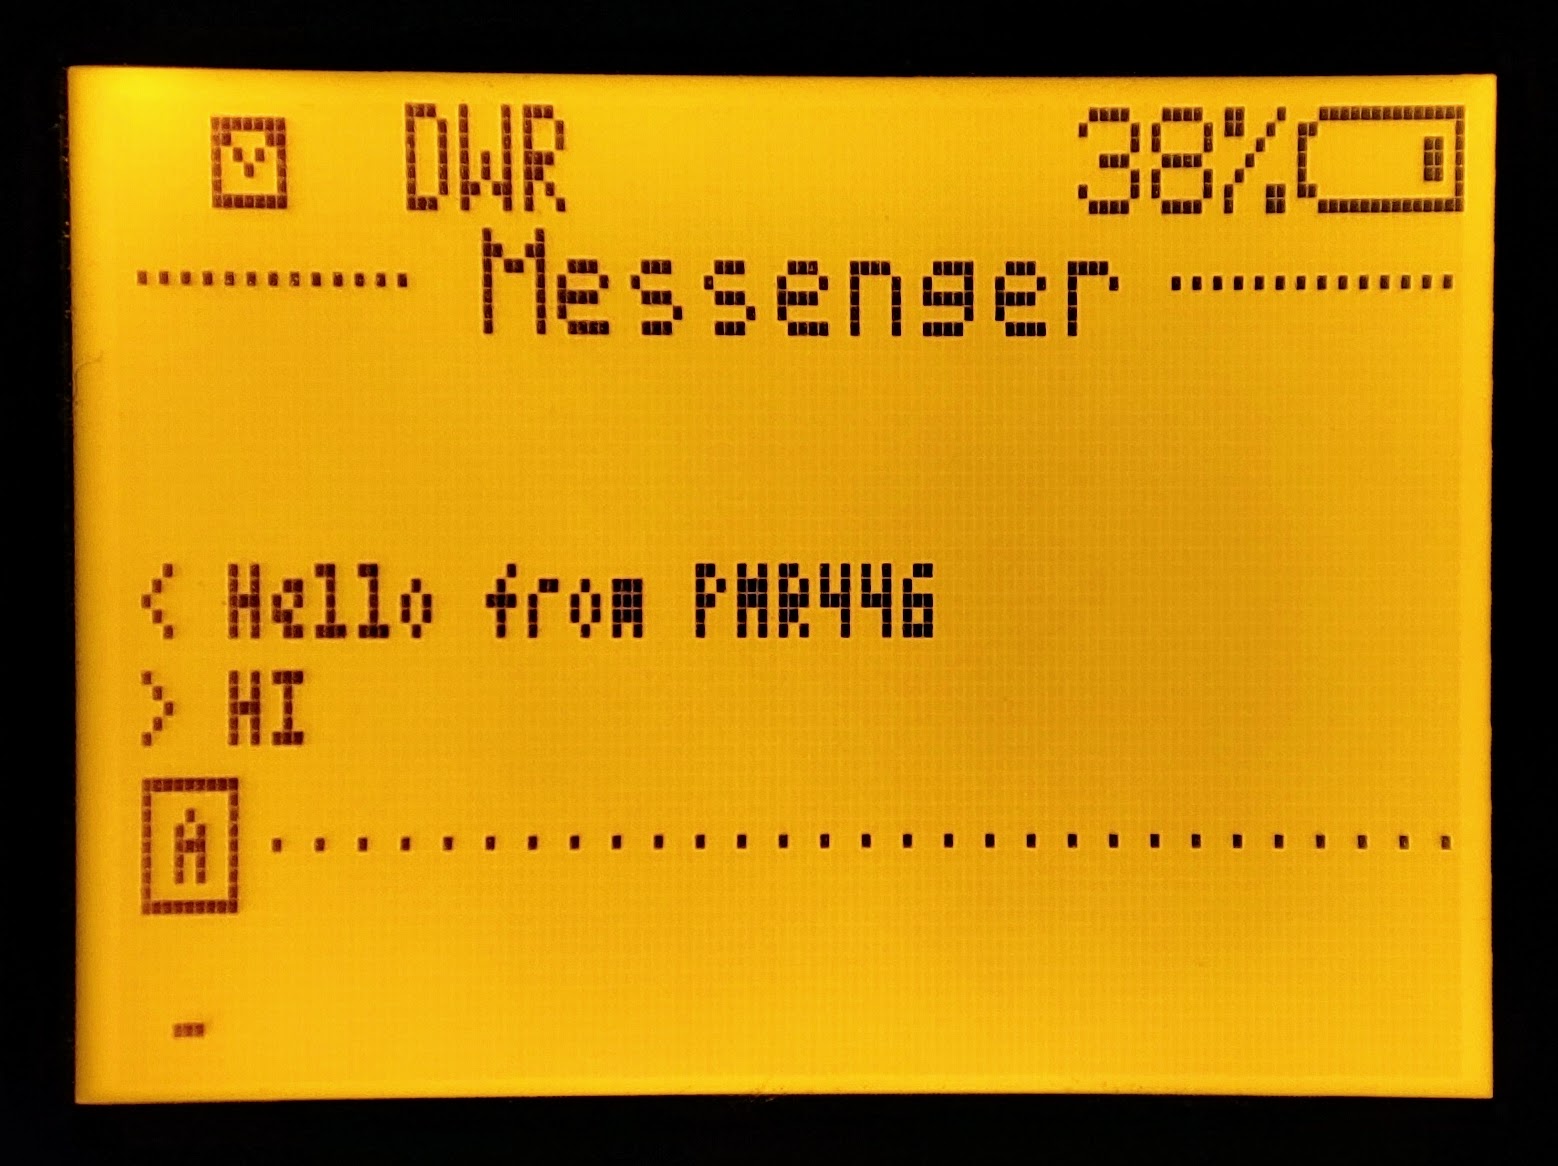 DWR 38%
Messenger
< Hello from PMR446
> HI
A
_